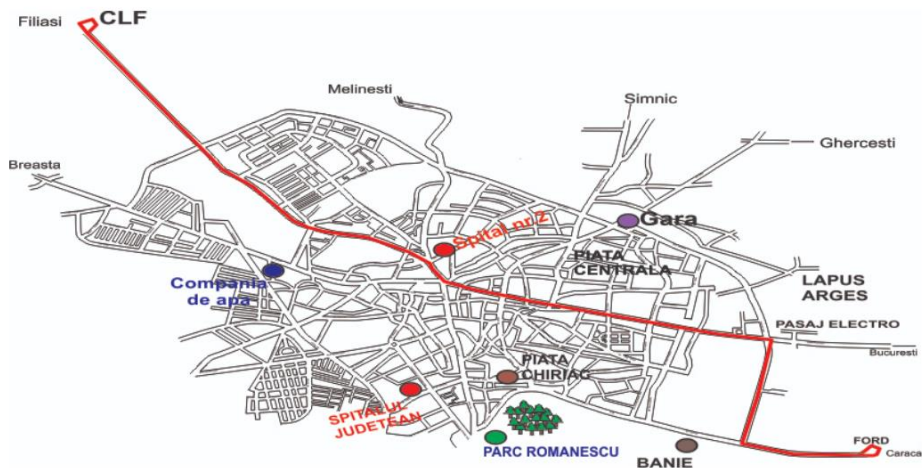 Filiasi
CLF
Melinesti
Simnic
Ghercesti
Breasta
Spital nr 2
Gara
PIATA
CENTRALA
Compania
de apa
LAPUS
ARGES
PASAJ ELECTRO
Bucuresti
PIATA
CHIRIAG
SPITALUL
JUDETEAN
PARC ROMANESCU
BANIE
FORD
Caraca